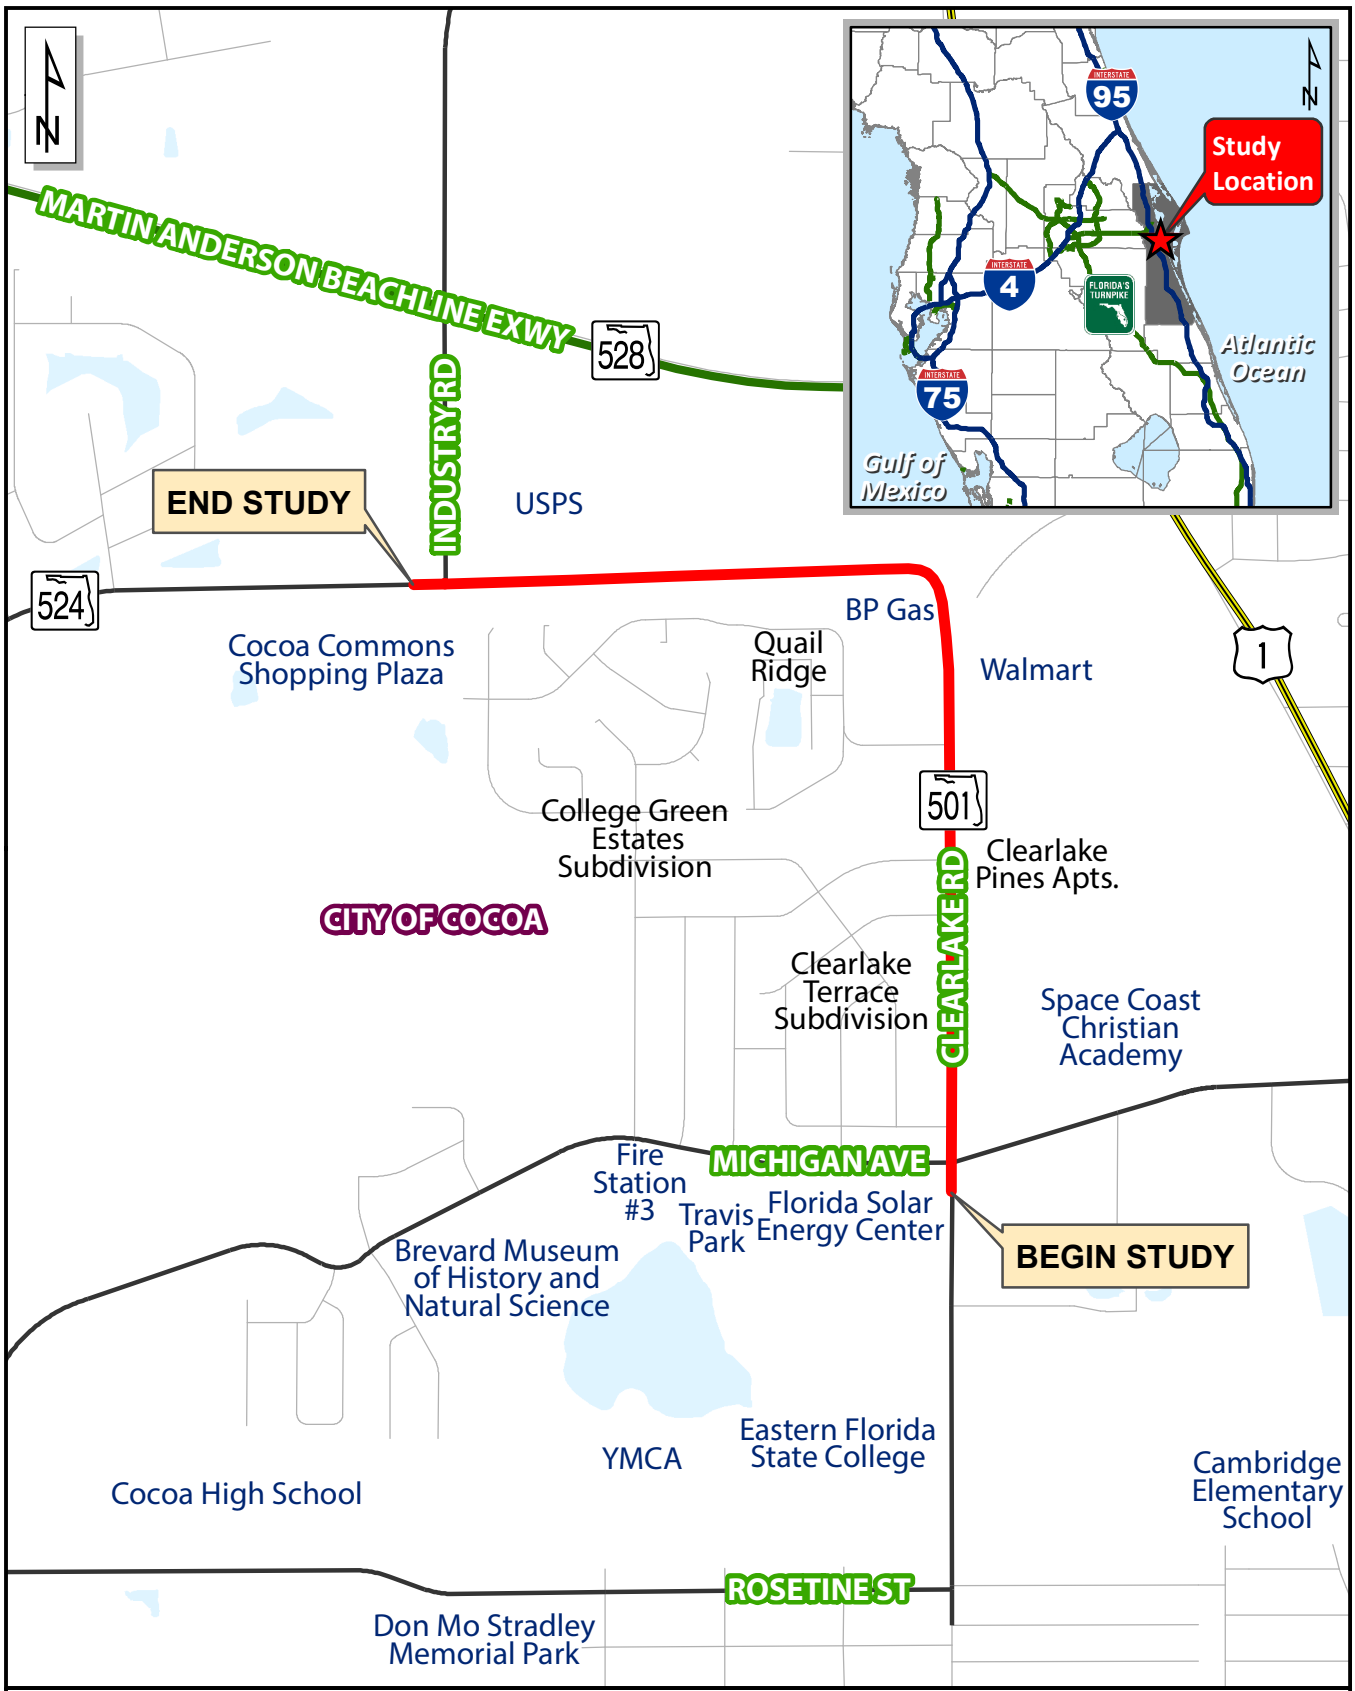 N
MARTIN ANDERSON BEACHLINE EXWY
528
INDUSTRY RD
INTERSTATE
95
N
Study
Location
INTERSTATE
4
FLORIDA'S
TURNPIKE
Atlantic
Ocean
INTERSTATE
75
Gulf of
Mexico
END STUDY
USPS
524
BP Gas
Cocoa Commons
Shopping Plaza
Quail
Ridge
Walmart
1
501
College Green
Estates
Subdivision
Clearlake
Pines Apts.
CLEARLAKE RD
CITY OF COCOA
Clearlake
Terrace
Subdivision
Space Coast
Christian
Academy
MICHIGAN AVE
Fire
Station
#3
Travis
Park
Florida Solar
Energy Center
BEGIN STUDY
Brevard Museum
of History and
Natural Science
Eastern Florida
State College
YMCA
Cocoa High School
Cambridge
Elementary
School
ROSETINE ST
Don Mo Stradley
Memorial Park